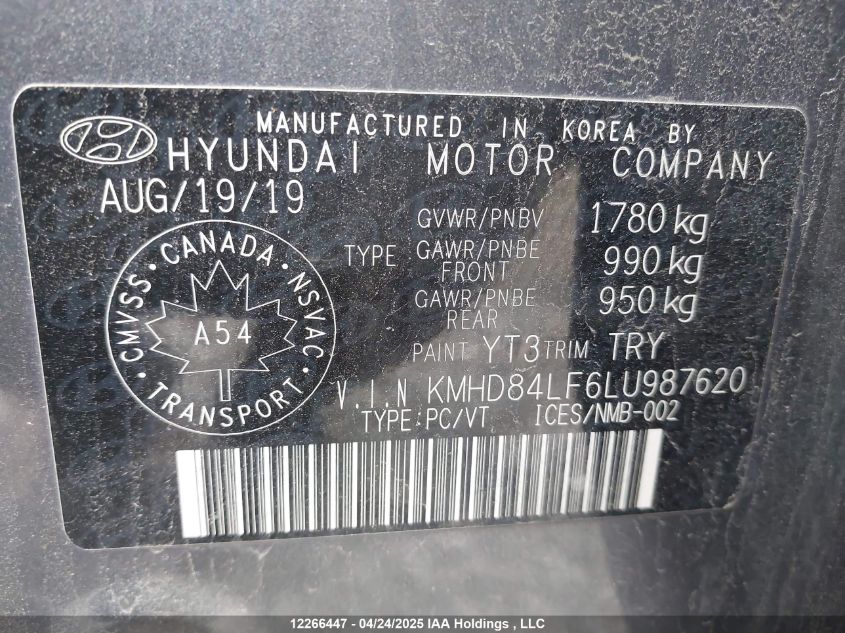 MANUFACTURED IN KOREA BY
HYUNDAI MOTOR COMPANY
AUG/19/19
GVWR/PNBV 1780 kg
TYPE GAWR/PNBE FRONT 990 kg
GAWR/PNBE REAR 950 kg
PAINT YT3 TRIM TRY
V.I.N KMHD84LF6LU987620
TYPE:PC/VT ICES/NMB-002
CANADA · NSVAC · TRANSPORT · CMVSS ·
A54
12266447 - 04/24/2025 IAA Holdings , LLC